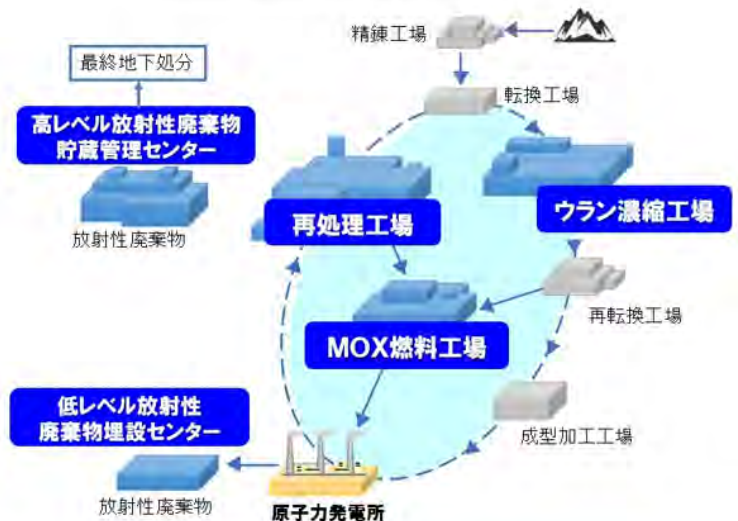 精錬工場
最終地下処分
転換工場
高レベル放射性廃棄物
貯蔵管理センター
再処理工場
ウラン濃縮工場
放射性廃棄物
再転換工場
MOX燃料工場
低レベル放射性
廃棄物埋設センター
成型加工工場
放射性廃棄物
原子力発電所